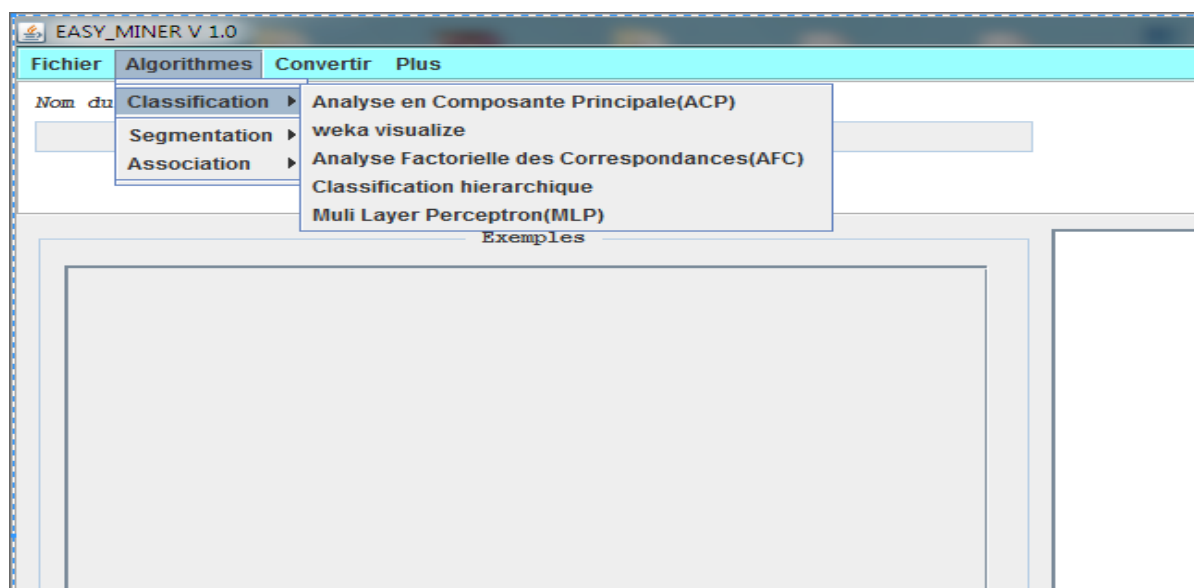 EASY_MINER V 1.0
Fichier Algorithmes Convertir Plus
Nom du
Classification
Segmentation
Association
Analyse en Composante Principale(ACP)
weka visualize
Analyse Factorielle des Correspondances(AFC)
Classification hierarchique
Muli Layer Perceptron(MLP)
Exemples